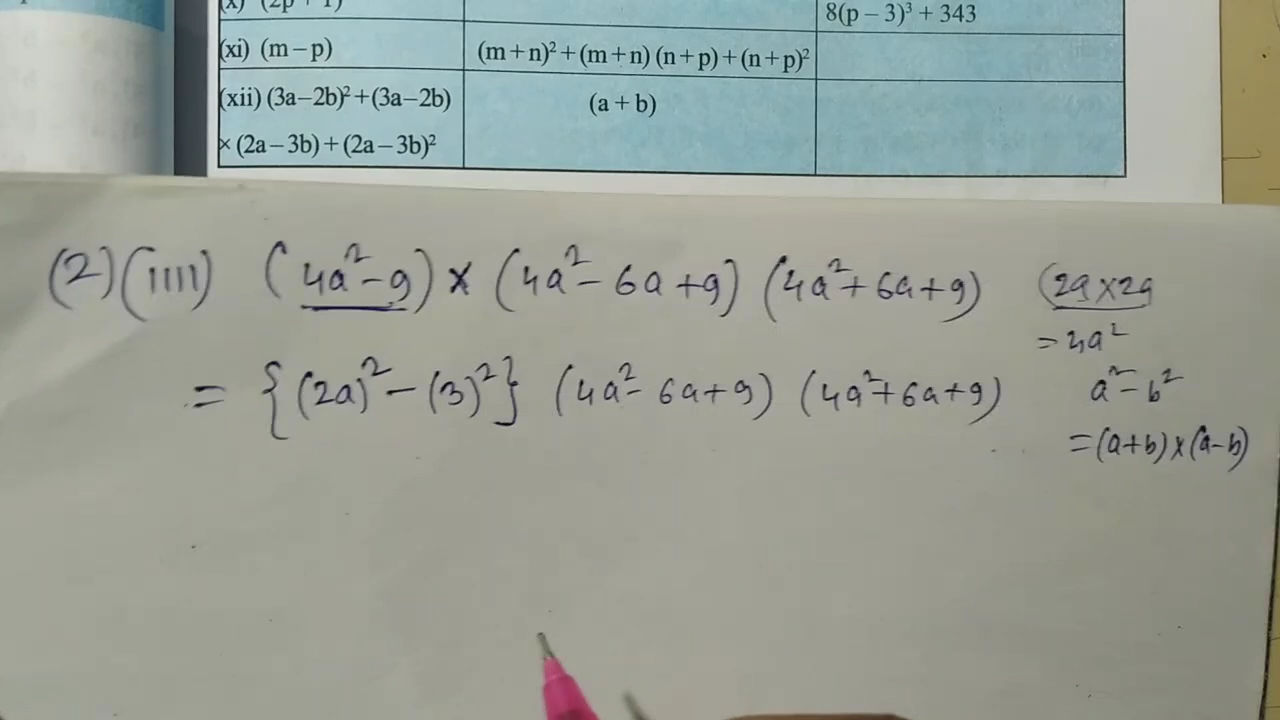 (x) (2p + 1)
8(p – 3)³ + 343
(xi) (m – p) (m + n)² + (m + n) (n + p) + (n + p)²
(xii) (3a – 2b)² + (3a – 2b) (a + b)
× (2a – 3b) + (2a – 3b)²
(2) (iiii) (4a² - 9) × (4a² - 6a + 9) (4a² + 6a + 9) (2a × 2a
= 4a²
= {(2a)² - (3)²} (4a² - 6a + 9) (4a² + 6a + 9) a² - b²
= (a+b) × (a-b)